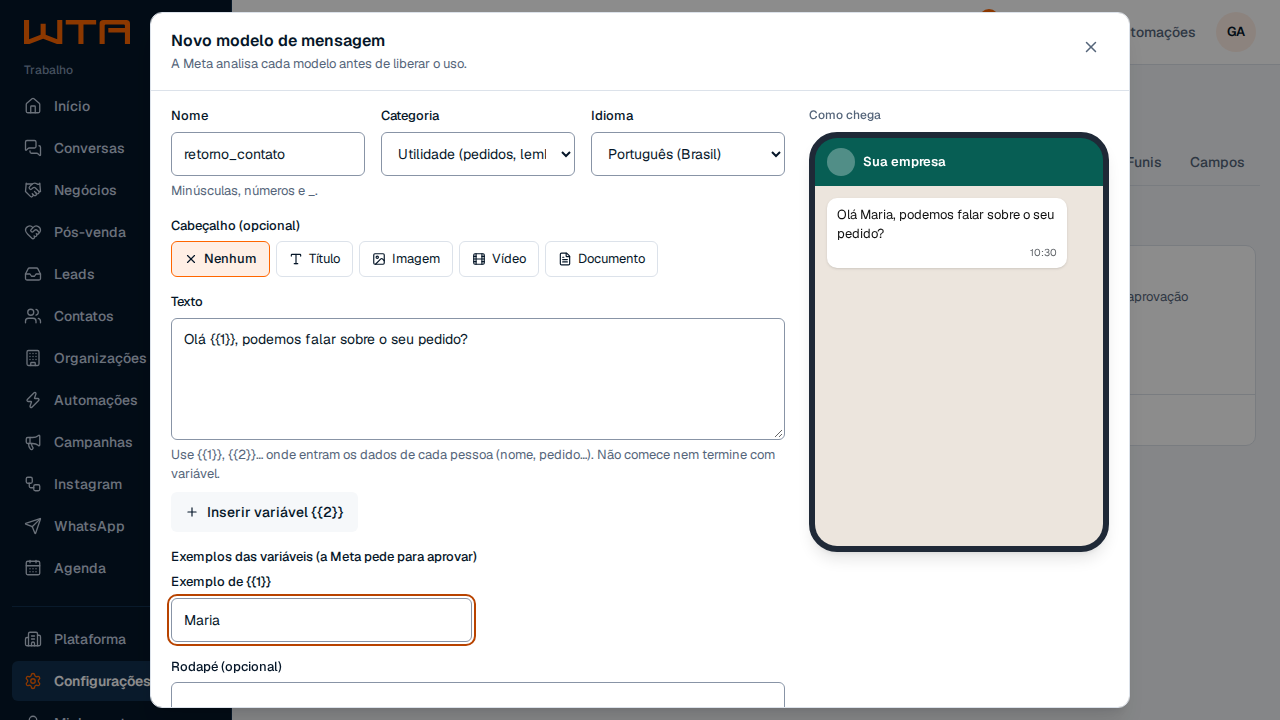 WTA
Trabalho
Início
Conversas
Negócios
Pós-venda
Leads
Contatos
Organizações
Automações
Campanhas
Instagram
WhatsApp
Agenda
Plataforma
Configurações
Novo modelo de mensagem
A Meta analisa cada modelo antes de liberar o uso.
Nome
Categoria
Idioma
retorno_contato
Utilidade (pedidos, lem
Português (Brasil)
Minúsculas, números e _.
Cabeçalho (opcional)
Nenhum
Título
Imagem
Vídeo
Documento
Texto
Olá {{1}}, podemos falar sobre o seu pedido?
Use {{1}}, {{2}}… onde entram os dados de cada pessoa (nome, pedido…). Não comece nem termine com
variável.
Inserir variável {{2}}
Exemplos das variáveis (a Meta pede para aprovar)
Exemplo de {{1}}
Maria
Rodapé (opcional)
Como chega
Sua empresa
Olá Maria, podemos falar sobre o seu
pedido?
10:30
tomações
GA
Funis
Campos
aprovação